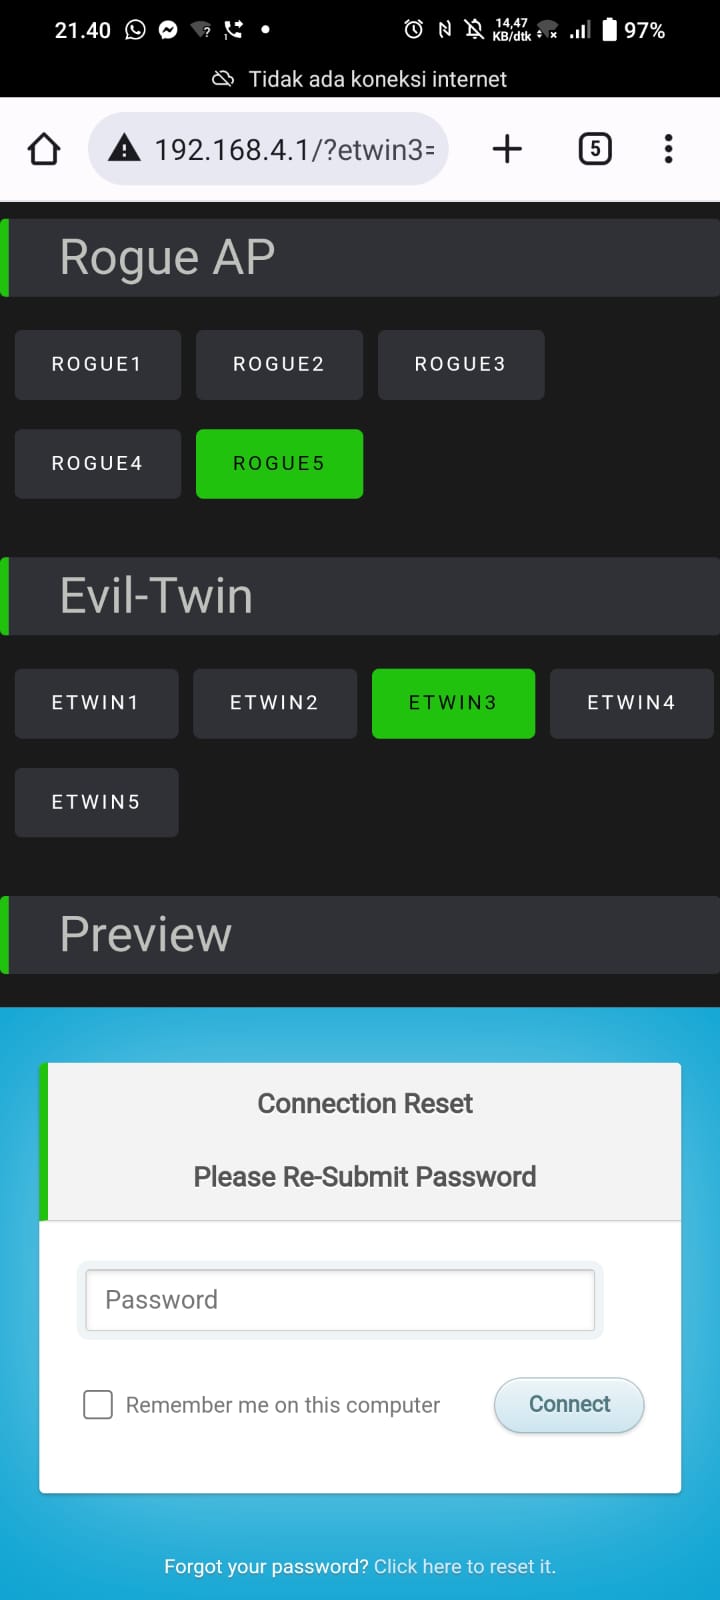 21.40 14,47 KB/dtk 97%
Tidak ada koneksi internet
192.168.4.1/?etwin3= 5
Rogue AP
ROGUE1 ROGUE2 ROGUE3
ROGUE4 ROGUE5
Evil-Twin
ETWIN1 ETWIN2 ETWIN3 ETWIN4
ETWIN5
Preview
Connection Reset
Please Re-Submit Password
Password
Remember me on this computer Connect
Forgot your password? Click here to reset it.